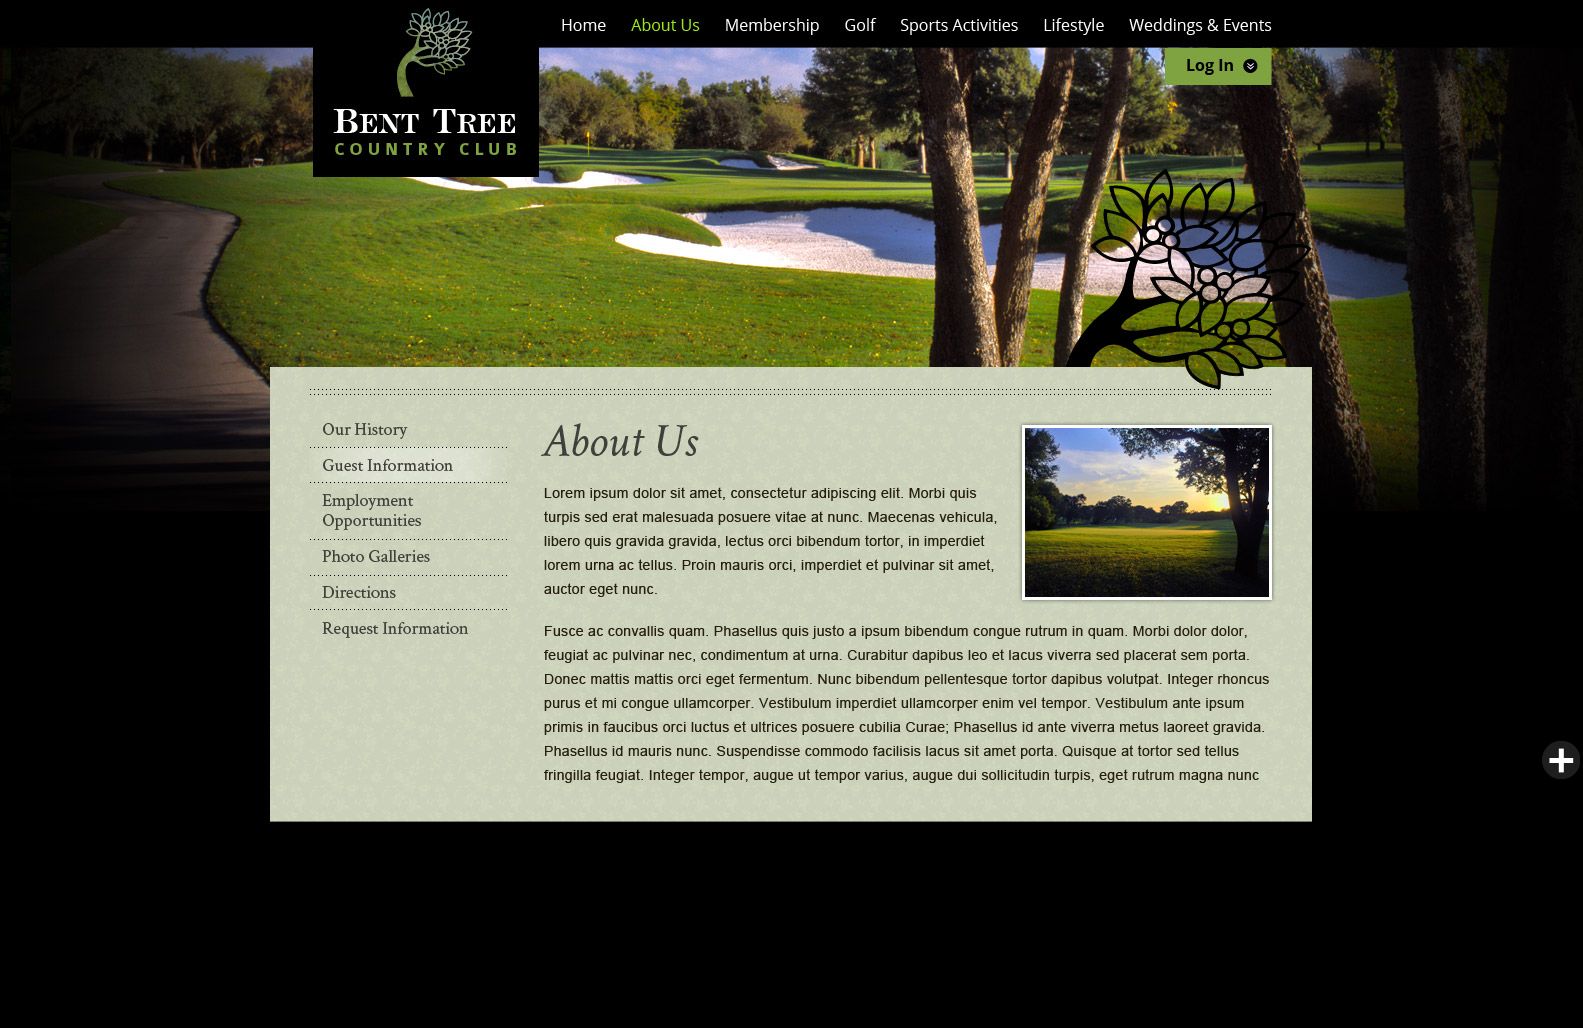 Home About Us Membership Golf Sports Activities Lifestyle Weddings & Events
Log In
BENT TREE
COUNTRY CLUB
Our History
Guest Information
Employment
Opportunities
Photo Galleries
Directions
Request Information
About Us
Lorem ipsum dolor sit amet, consectetur adipiscing elit. Morbi quis
turpis sed erat malesuada posuere vitae at nunc. Maecenas vehicula,
libero quis gravida gravida, lectus orci bibendum tortor, in imperdiet
lorem urna ac tellus. Proin mauris orci, imperdiet et pulvinar sit amet,
auctor eget nunc.
Fusce ac convallis quam. Phasellus quis justo a ipsum bibendum congue rutrum in quam. Morbi dolor dolor,
feugiat ac pulvinar nec, condimentum at urna. Curabitur dapibus leo et lacus viverra sed placerat sem porta.
Donec mattis mattis orci eget fermentum. Nunc bibendum pellentesque tortor dapibus volutpat. Integer rhoncus
purus et mi congue ullamcorper. Vestibulum imperdiet ullamcorper enim vel tempor. Vestibulum ante ipsum
primis in faucibus orci luctus et ultrices posuere cubilia Curae; Phasellus id ante viverra metus laoreet gravida.
Phasellus id mauris nunc. Suspendisse commodo facilisis lacus sit amet porta. Quisque at tortor sed tellus
fringilla feugiat. Integer tempor, augue ut tempor varius, augue dui sollicitudin turpis, eget rutrum magna nunc